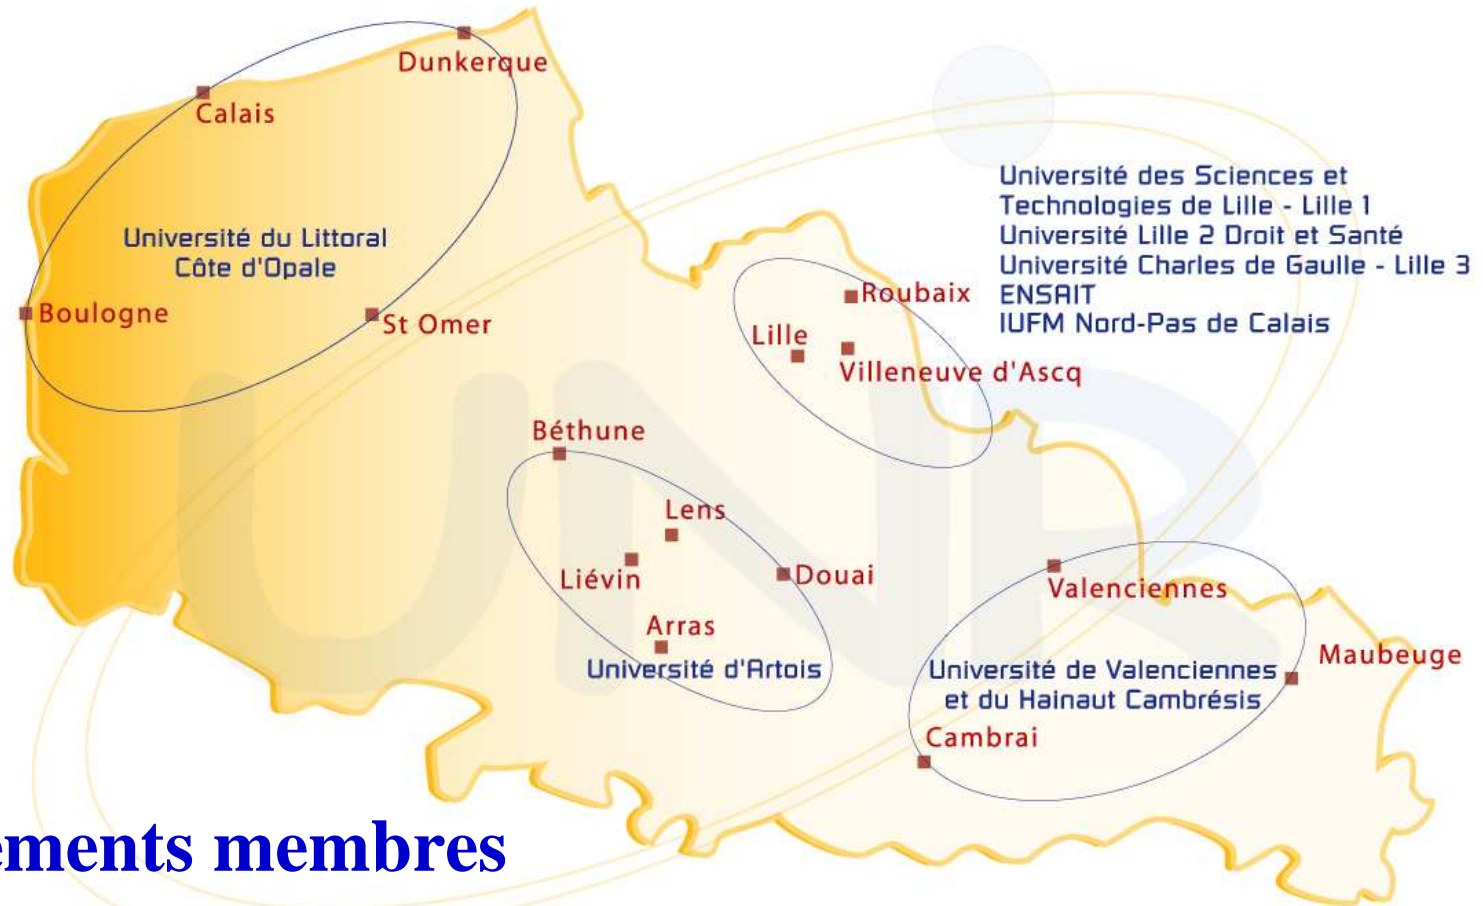 Dunkerque
Calais
Université des Sciences et
Technologies de Lille - Lille 1
Université Lille 2 Droit et Santé
Université Charles de Gaulle - Lille 3
ENSAIT
IUFM Nord-Pas de Calais
Université du Littoral
Côte d'Opale
Boulogne
St Omer
Roubaix
Lille
Villeneuve d'Ascq
Béthune
Lens
Liévin
Douai
Arras
Université d'Artois
Valenciennes
Maubeuge
Université de Valenciennes
et du Hainaut Cambrésis
Cambrai
UNR
ements membres